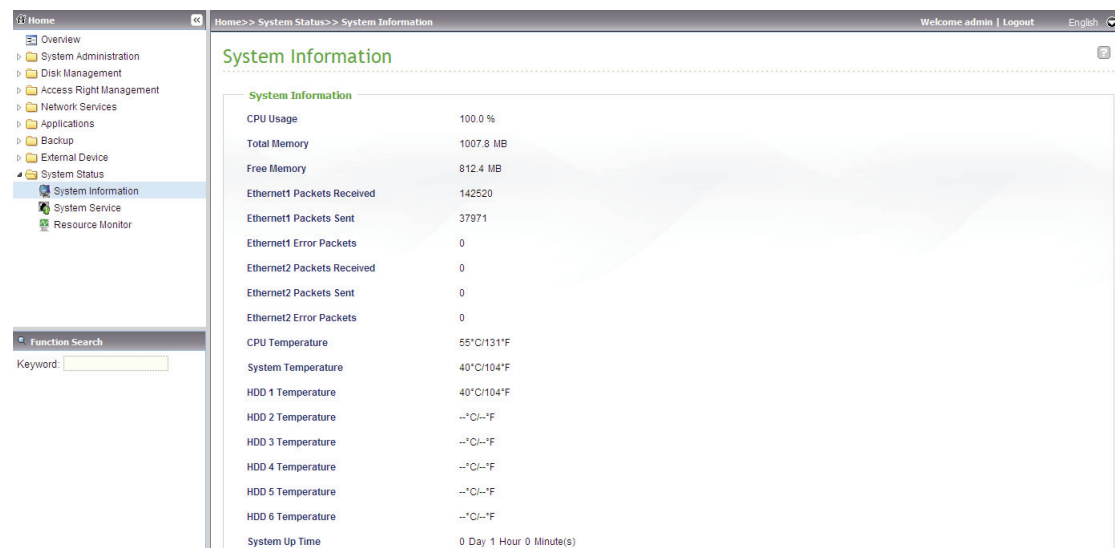 Home
Home>> System Status>> System Information
Welcome admin | Logout
English
Overview
System Administration
Disk Management
Access Right Management
Network Services
Applications
Backup
External Device
System Status
System Information
System Service
Resource Monitor
Function Search
Keyword:
System Information
System Information
CPU Usage 100.0 %
Total Memory 1007.8 MB
Free Memory 812.4 MB
Ethernet1 Packets Received 142520
Ethernet1 Packets Sent 37971
Ethernet1 Error Packets 0
Ethernet2 Packets Received 0
Ethernet2 Packets Sent 0
Ethernet2 Error Packets 0
CPU Temperature 55°C/131°F
System Temperature 40°C/104°F
HDD 1 Temperature 40°C/104°F
HDD 2 Temperature --°C/--°F
HDD 3 Temperature --°C/--°F
HDD 4 Temperature --°C/--°F
HDD 5 Temperature --°C/--°F
HDD 6 Temperature --°C/--°F
System Up Time 0 Day 1 Hour 0 Minute(s)